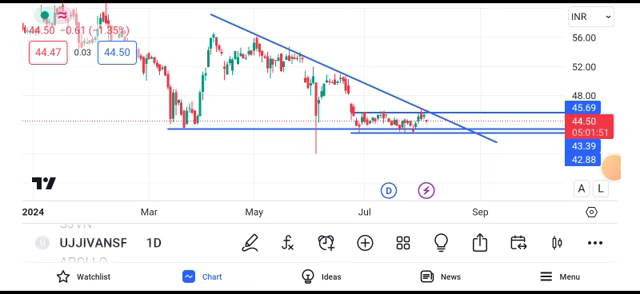 INR
44.50 −0.61 (−1.35%)
44.47
0.03
44.50
56.00
52.00
48.00
45.69
44.50
05:01:51
43.39
42.88
D
A
L
2024
Mar
May
Jul
Sep
SJVN
U
UJJIVANSF
1D
APOLLO
Watchlist
Chart
Ideas
News
Menu